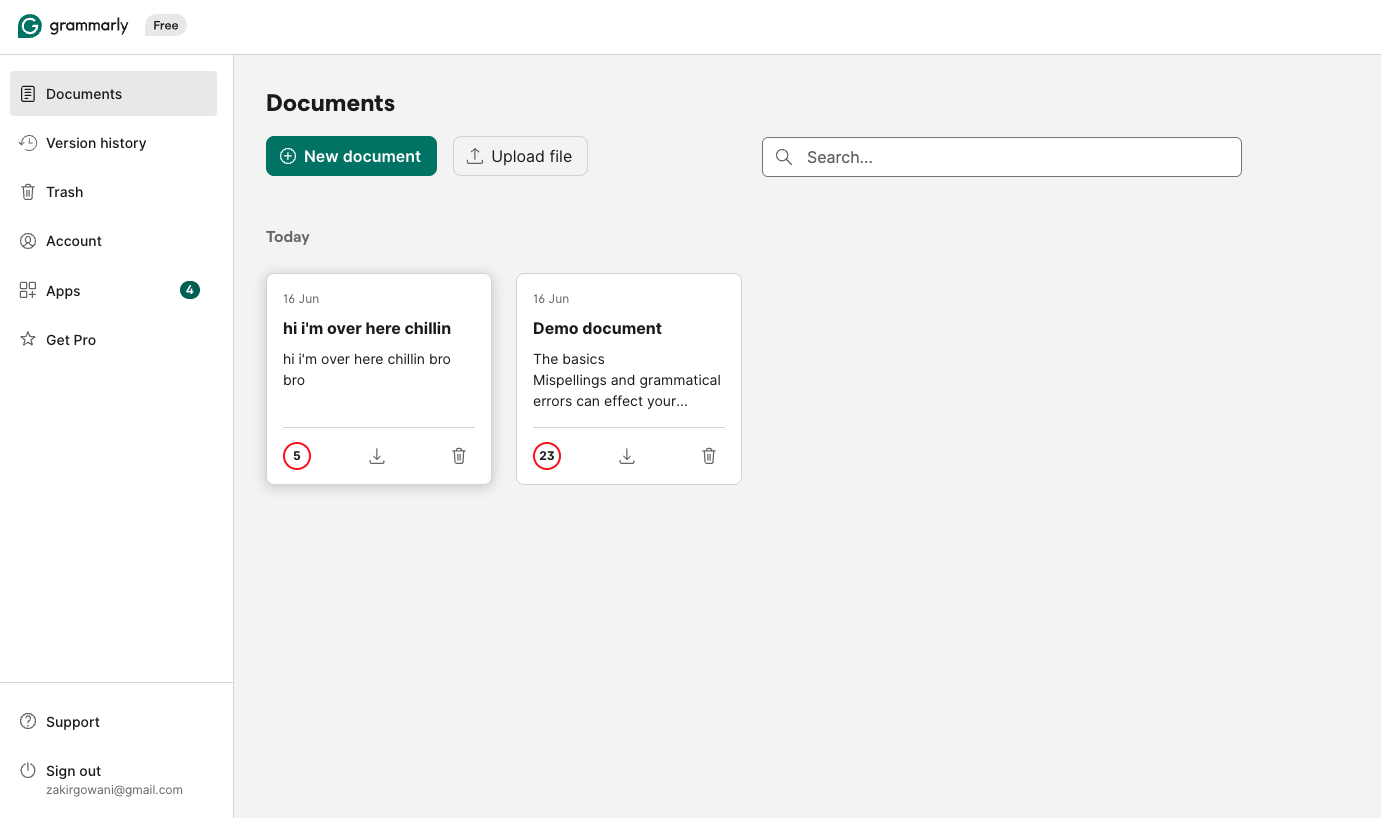 grammarly Free
Documents
Version history
Trash
Account
Apps 4
Get Pro
Support
Sign out
zakirgowani@gmail.com
Documents
New document Upload file Search...
Today
16 Jun
hi i'm over here chillin
hi i'm over here chillin bro
bro
5
16 Jun
Demo document
The basics
Mispellings and grammatical
errors can effect your...
23